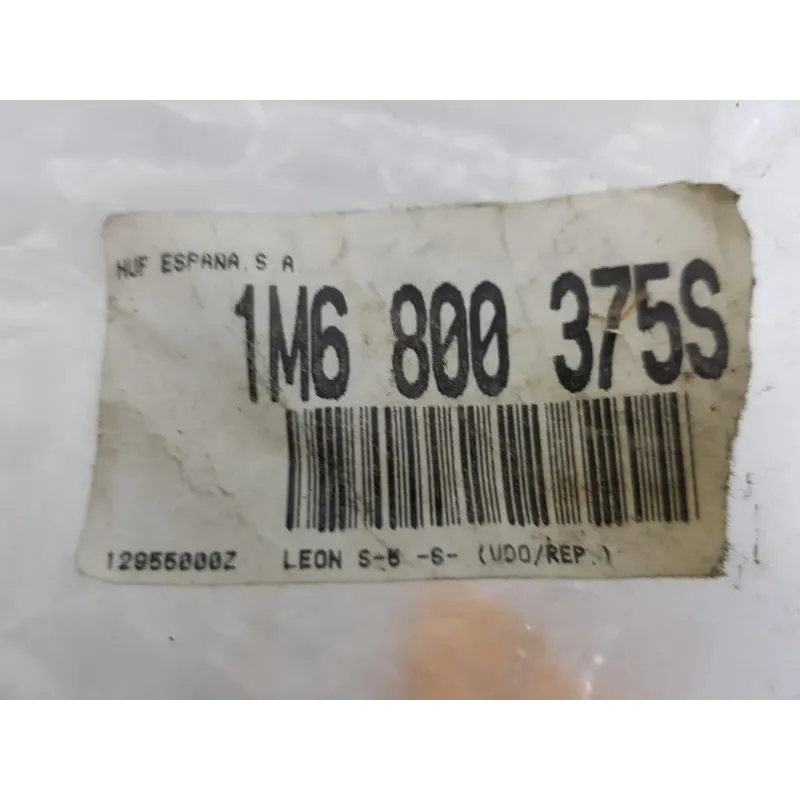 HUF ESPANA.S.A.
1M6 800 375S
12955000Z LEON S-5 -S- (VDO/REP.)